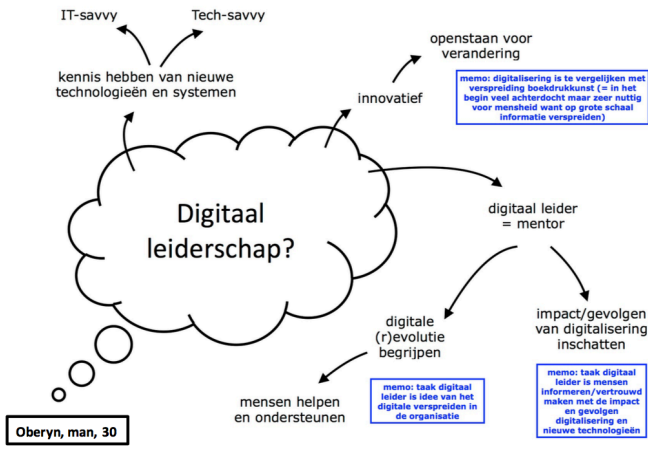 IT-savvy
Tech-savvy
kennis hebben van nieuwe
technologieën en systemen
openstaan voor
verandering
innovatief
memo: digitalisering is te vergelijken met
verspreiding boekdrukkunst (= in het
begin veel achterdocht maar zeer nuttig
voor mensheid want op grote schaal
informatie verspreiden)
Digitaal
leiderschap?
digitaal leider
= mentor
digitale
(r)evolutie
begrijpen
impact/gevolgen
van digitalisering
inschatten
mensen helpen
en ondersteunen
memo: taak digitaal
leider is idee van het
digitale verspreiden in
de organisatie
memo: taak digitaal
leider is mensen
informeren/vertrouwd
maken met de impact
en gevolgen
digitalisering en
nieuwe technologieën
Oberyn, man, 30